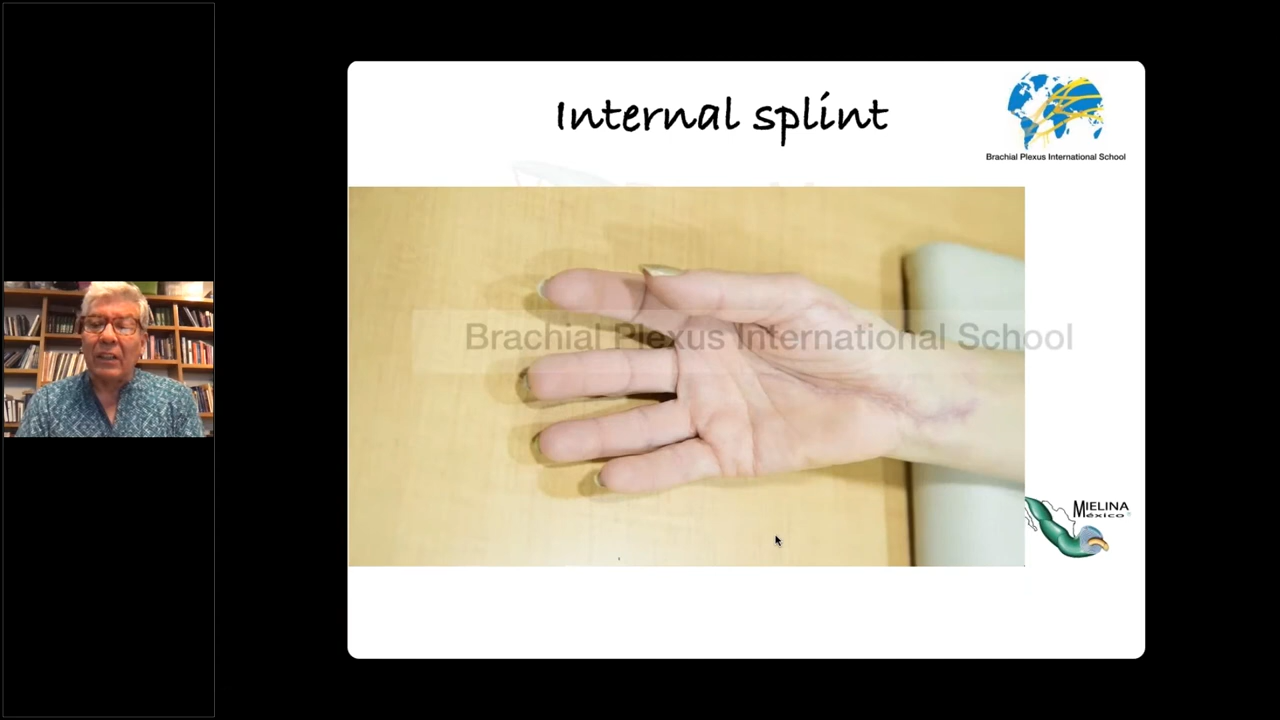 Internal splint
Brachial Plexus International School
Brachial Plexus International School
MIELINA
México